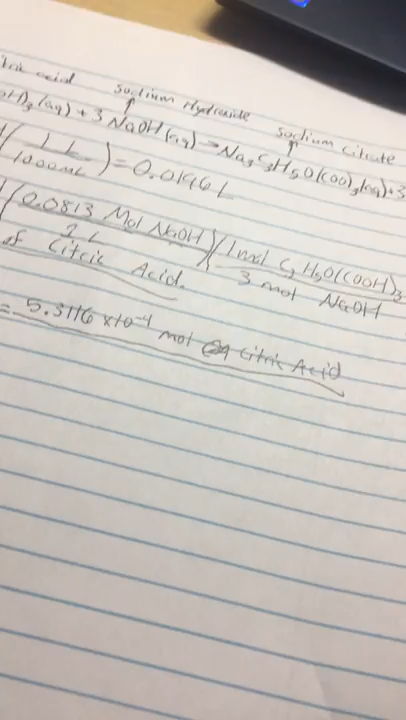 itric acid Sodium Hydroxide Sodium Citrate
OH)3 (aq) + 3 NaOH (aq) → Na3C3H5O(COO)3(aq) + 3
(1 L / 1000 mL) = 0.0196 L
(0.0813 Mol NaOH / 1 L)(1 mol C3H5O(COOH)3 / 3 mol NaOH
of Citric Acid.
= 5.3116 x10^-4 mol Citric Acid